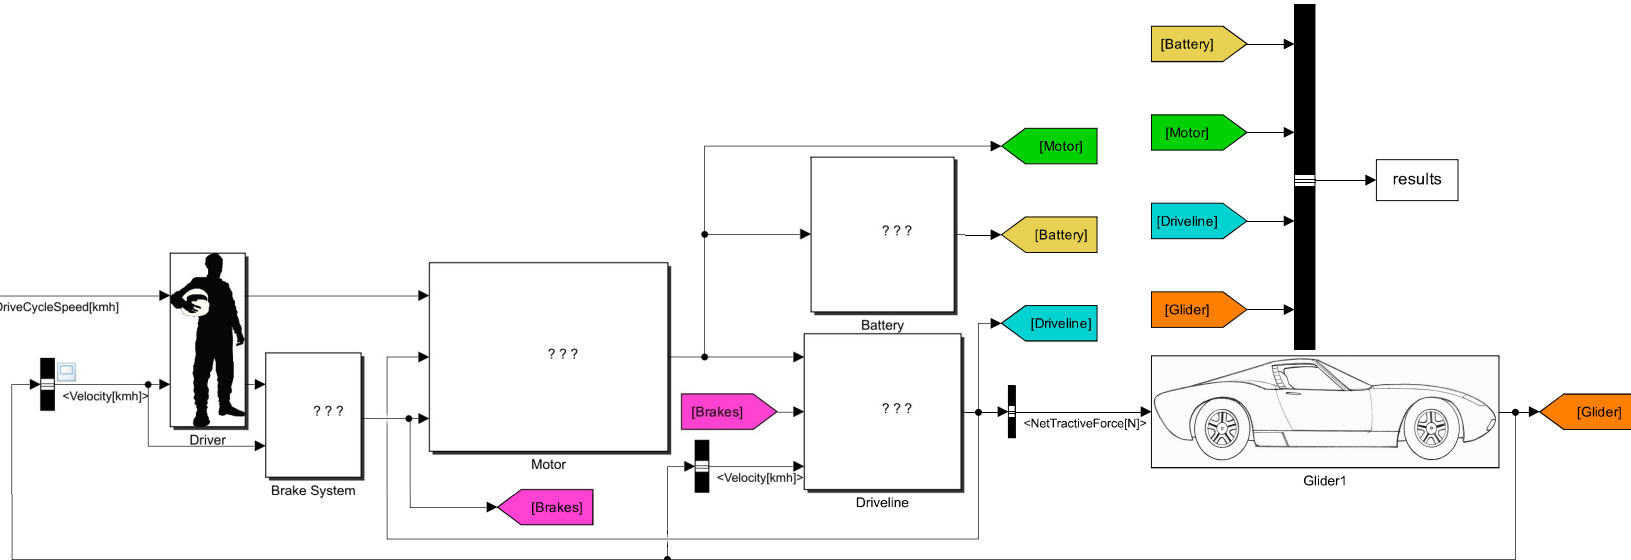 [Battery]
[Motor]
[Motor]
results
[Driveline]
? ? ?
[Battery]
DriveCycleSpeed[kmh]
[Glider]
Battery
[Driveline]
? ? ?
<Velocity[kmh]>
? ? ?
[Brakes]
? ? ?
[Glider]
<NetTractiveForce[N]>
Driver
Motor
<Velocity[kmh]>
Glider1
Brake System
Driveline
[Brakes]